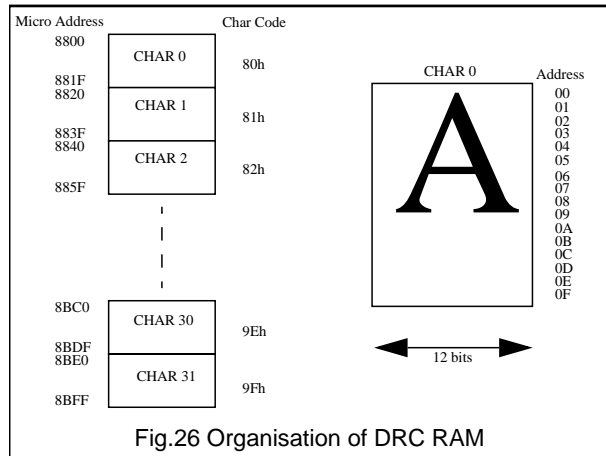 Micro Address
Char Code
8800
CHAR 0
80h
881F
8820
CHAR 1
81h
883F
8840
CHAR 2
82h
885F
8BC0
CHAR 30
9Eh
8BDF
8BE0
CHAR 31
9Fh
8BFF
CHAR 0
Address
A
00
01
02
03
04
05
06
07
08
09
0A
0B
0C
0D
0E
0F
12 bits
Fig.26 Organisation of DRC RAM